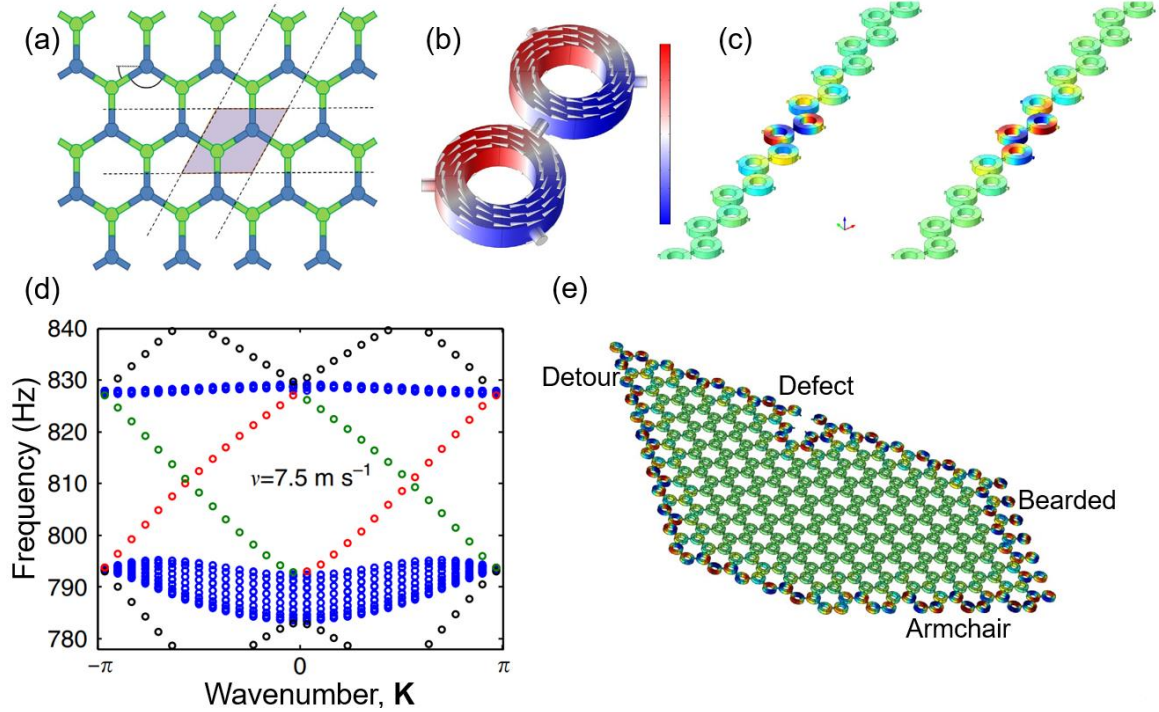 (a)
(b)
(c)
(d)
840
830
820
810
800
790
780
Frequency (Hz)
v=7.5 m s⁻¹
−π
0
π
Wavenumber, K
(e)
Detour
Defect
Bearded
Armchair